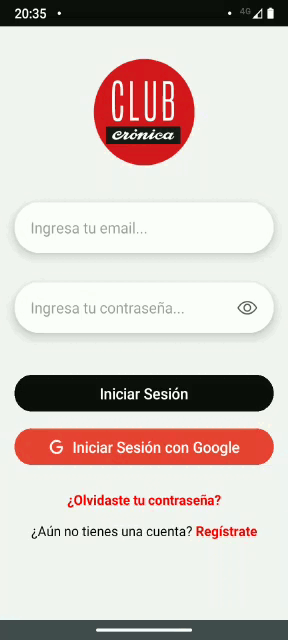 20:35
4G
CLUB
crónica
Ingresa tu email...
Ingresa tu contraseña...
Iniciar Sesión
G Iniciar Sesión con Google
¿Olvidaste tu contraseña?
¿Aún no tienes una cuenta? Regístrate